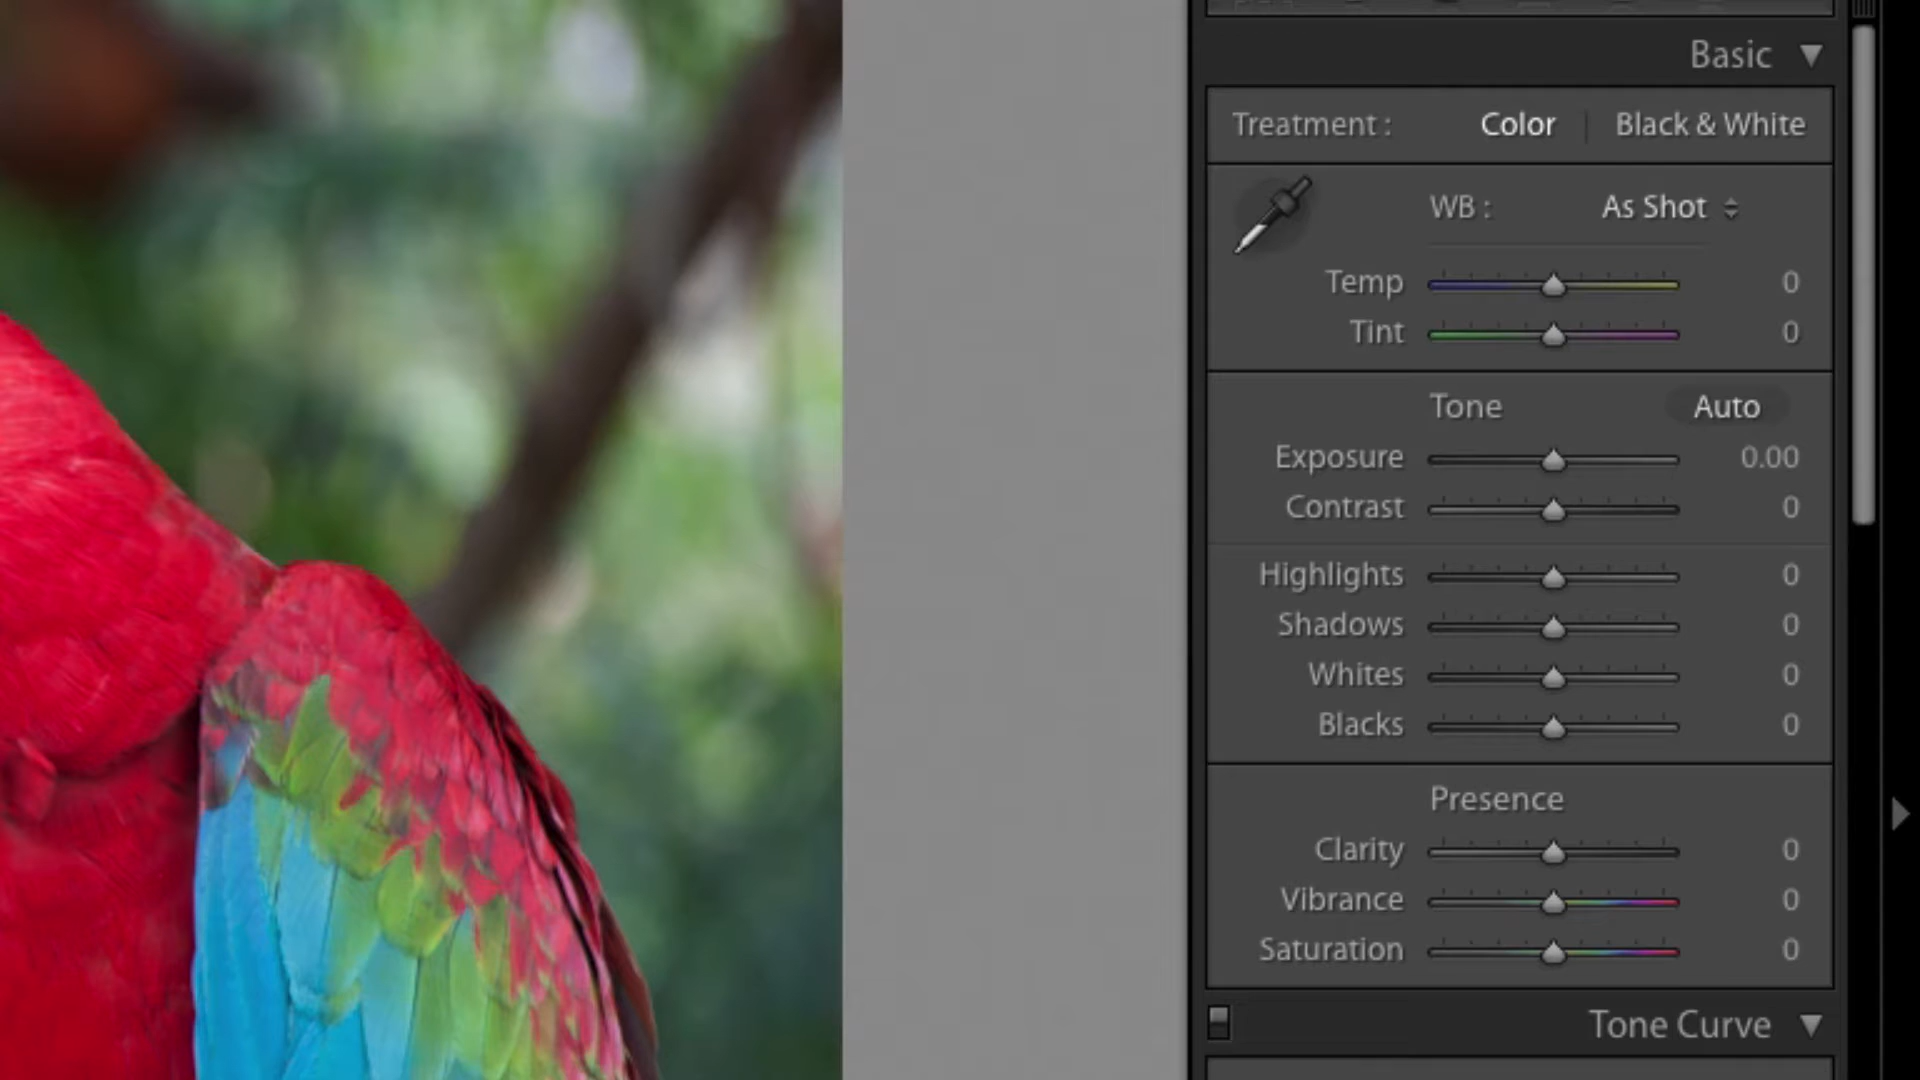 Basic
Treatment : Color Black & White
WB : As Shot
Temp 0
Tint 0
Tone Auto
Exposure 0.00
Contrast 0
Highlights 0
Shadows 0
Whites 0
Blacks 0
Presence
Clarity 0
Vibrance 0
Saturation 0
Tone Curve